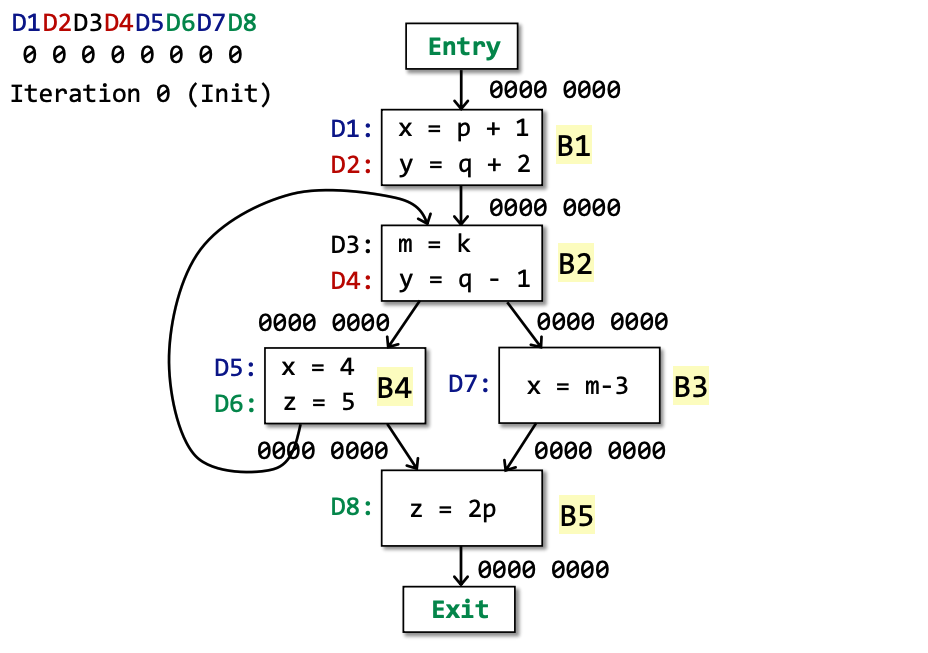 D1D2D3D4D5D6D7D8
0 0 0 0 0 0 0 0
Iteration 0 (Init)
Entry
0000 0000
D1: x = p + 1
D2: y = q + 2
B1
0000 0000
D3: m = k
D4: y = q - 1
B2
0000 0000
0000 0000
D5: x = 4
D6: z = 5
B4
D7: x = m-3
B3
0000 0000
0000 0000
D8: z = 2p
B5
0000 0000
Exit